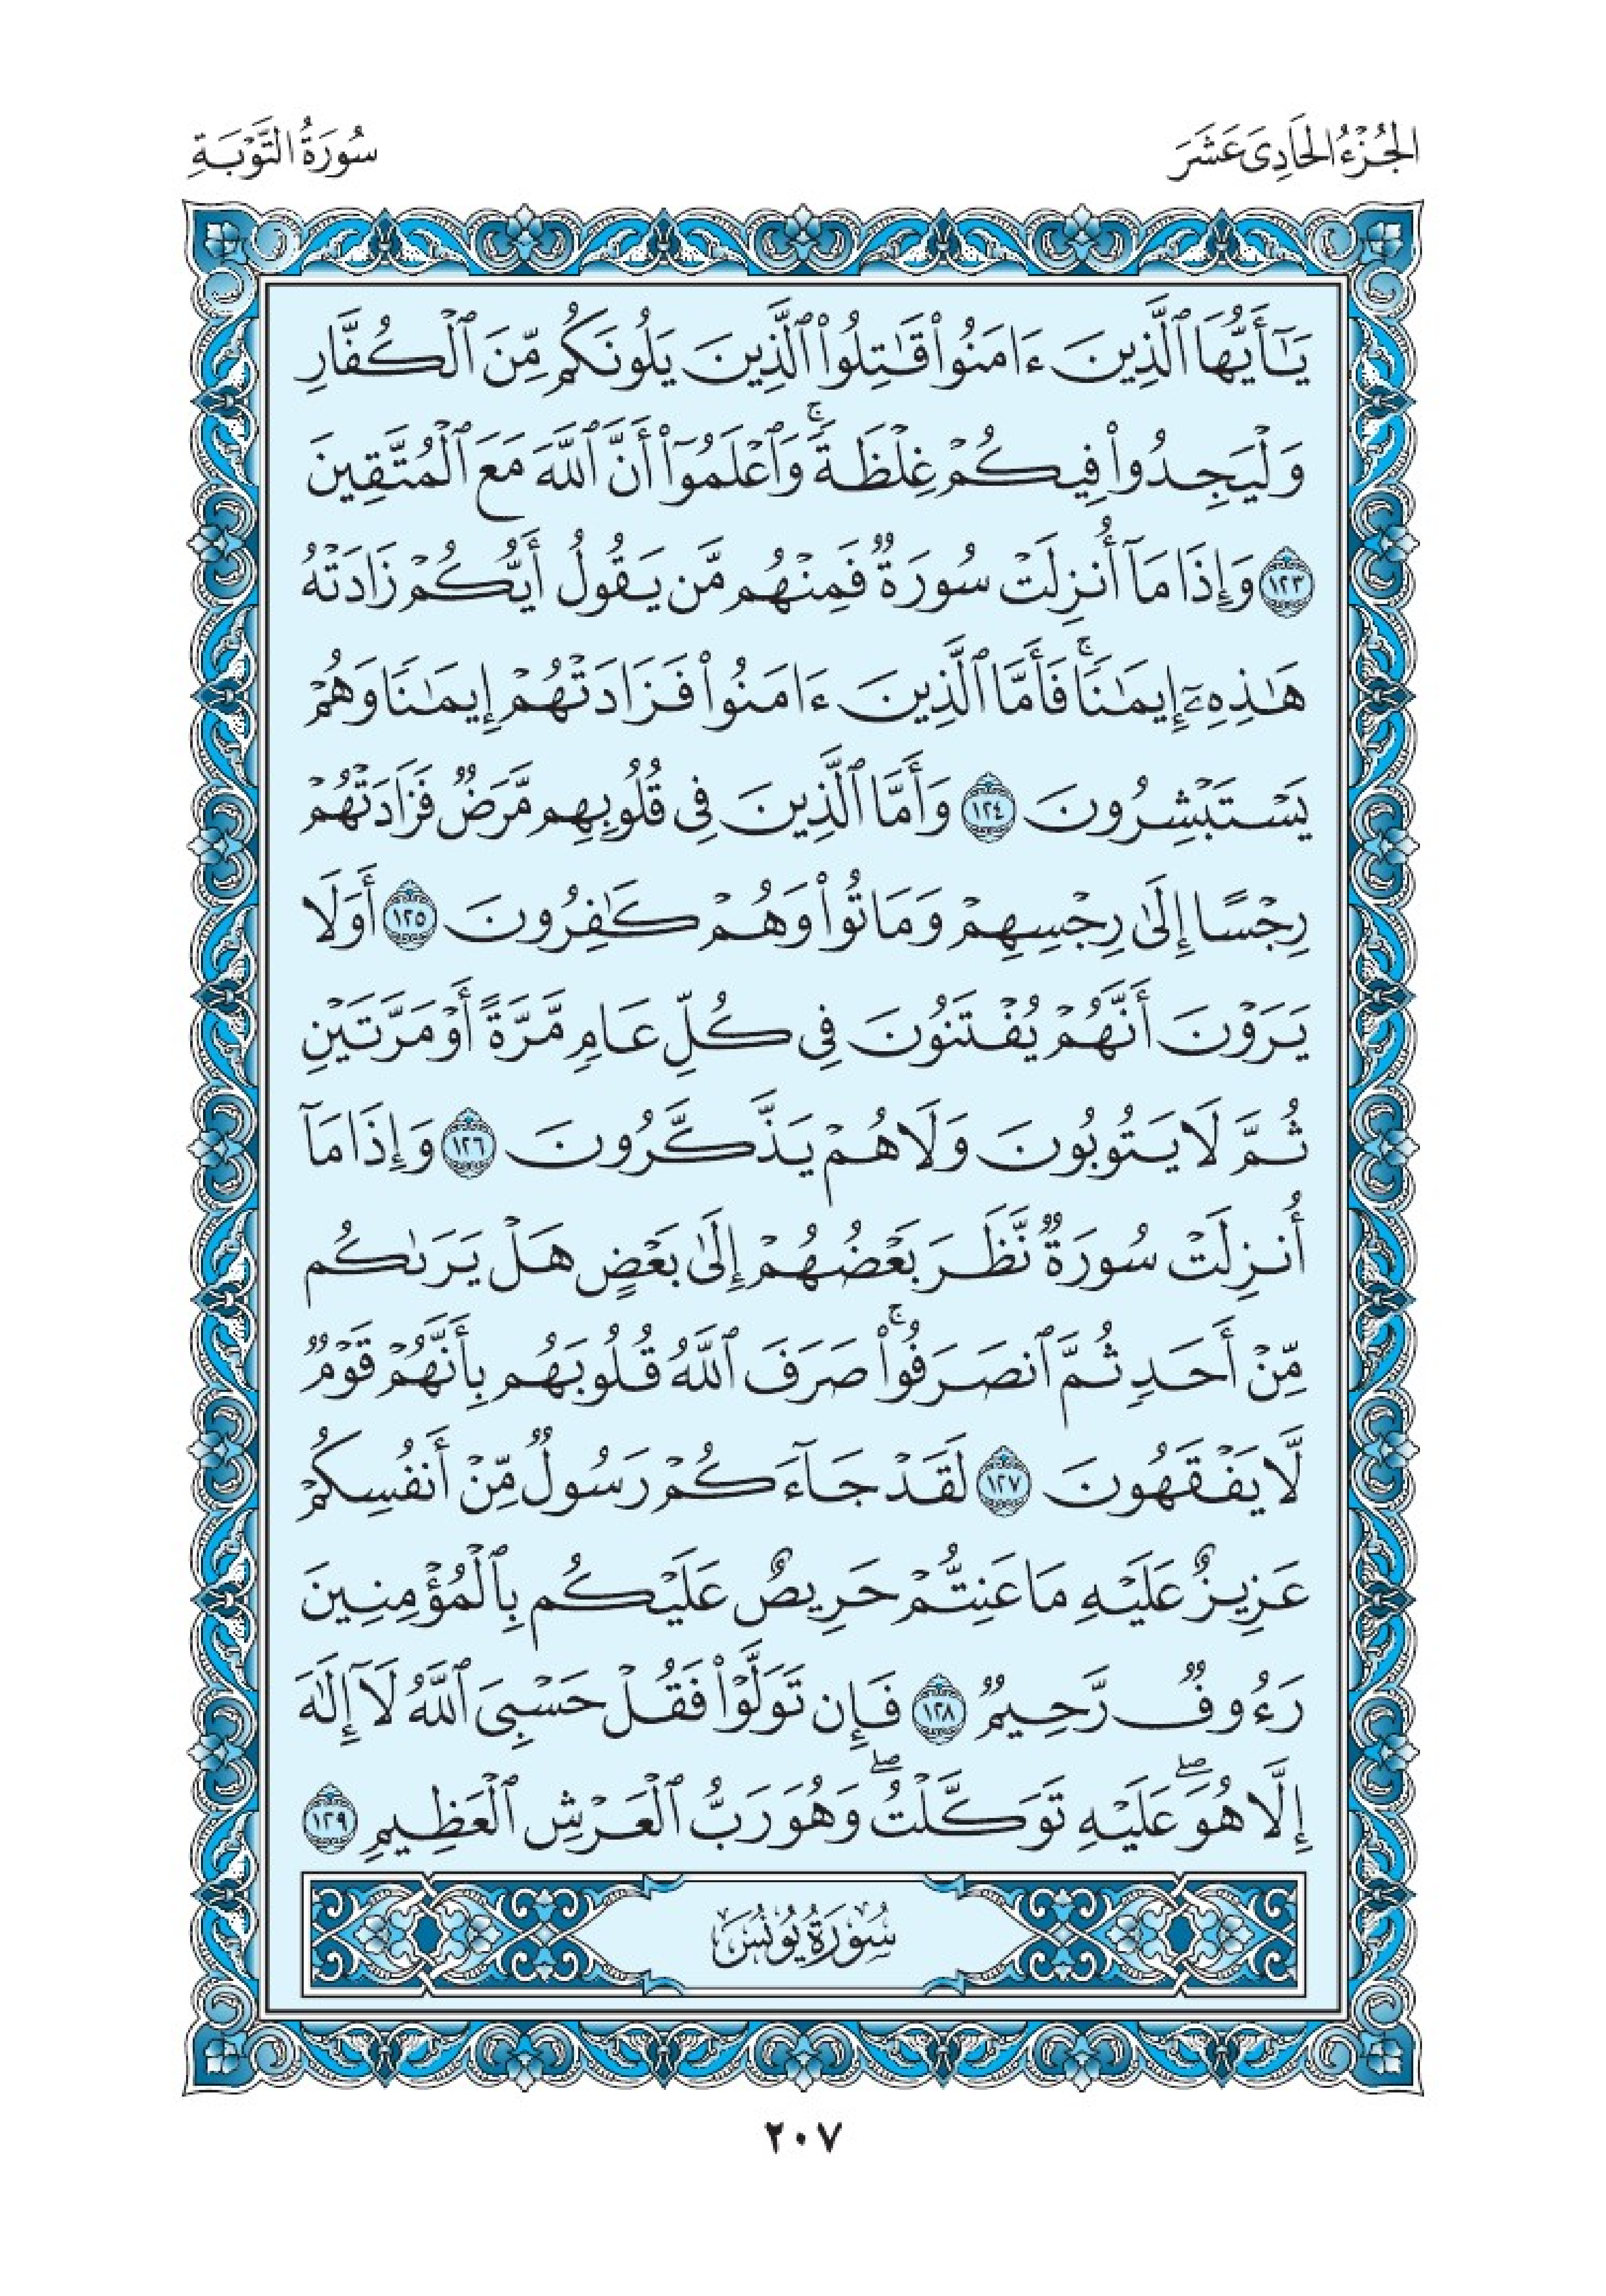 الجُزْءُ الحَادِىَ عَشَرَ
سُورَةُ التَّوْبَةِ
يَٰٓأَيُّهَا ٱلَّذِينَ ءَامَنُوا۟ قَٰتِلُوا۟ ٱلَّذِينَ يَلُونَكُم مِّنَ ٱلْكُفَّارِ
وَلْيَجِدُوا۟ فِيكُمْ غِلْظَةً ۚ وَٱعْلَمُوٓا۟ أَنَّ ٱللَّهَ مَعَ ٱلْمُتَّقِينَ
١٢٣ وَإِذَا مَآ أُنزِلَتْ سُورَةٌ فَمِنْهُم مَّن يَقُولُ أَيُّكُمْ زَادَتْهُ
هَٰذِهِۦٓ إِيمَٰنًا ۚ فَأَمَّا ٱلَّذِينَ ءَامَنُوا۟ فَزَادَتْهُمْ إِيمَٰنًا وَهُمْ
يَسْتَبْشِرُونَ ١٢٤ وَأَمَّا ٱلَّذِينَ فِى قُلُوبِهِم مَّرَضٌ فَزَادَتْهُمْ
رِجْسًا إِلَىٰ رِجْسِهِمْ وَمَاتُوا۟ وَهُمْ كَٰفِرُونَ ١٢٥ أَوَلَا
يَرَوْنَ أَنَّهُمْ يُفْتَنُونَ فِى كُلِّ عَامٍ مَّرَّةً أَوْ مَرَّتَيْنِ
ثُمَّ لَا يَتُوبُونَ وَلَا هُمْ يَذَّكَّرُونَ ١٢٦ وَإِذَا مَآ
أُنزِلَتْ سُورَةٌ نَّظَرَ بَعْضُهُمْ إِلَىٰ بَعْضٍ هَلْ يَرَىٰكُم
مِّنْ أَحَدٍ ثُمَّ ٱنصَرَفُوا۟ ۚ صَرَفَ ٱللَّهُ قُلُوبَهُم بِأَنَّهُمْ قَوْمٌ
لَّا يَفْقَهُونَ ١٢٧ لَقَدْ جَآءَكُمْ رَسُولٌ مِّنْ أَنفُسِكُمْ
عَزِيزٌ عَلَيْهِ مَا عَنِتُّمْ حَرِيصٌ عَلَيْكُم بِٱلْمُؤْمِنِينَ
رَءُوفٌ رَّحِيمٌ ١٢٨ فَإِن تَوَلَّوْا۟ فَقُلْ حَسْبِىَ ٱللَّهُ لَآ إِلَٰهَ
إِلَّا هُوَ ۖ عَلَيْهِ تَوَكَّلْتُ ۖ وَهُوَ رَبُّ ٱلْعَرْشِ ٱلْعَظِيمِ ١٢٩
سُورَةُ يُونُسَ
٢٠٧